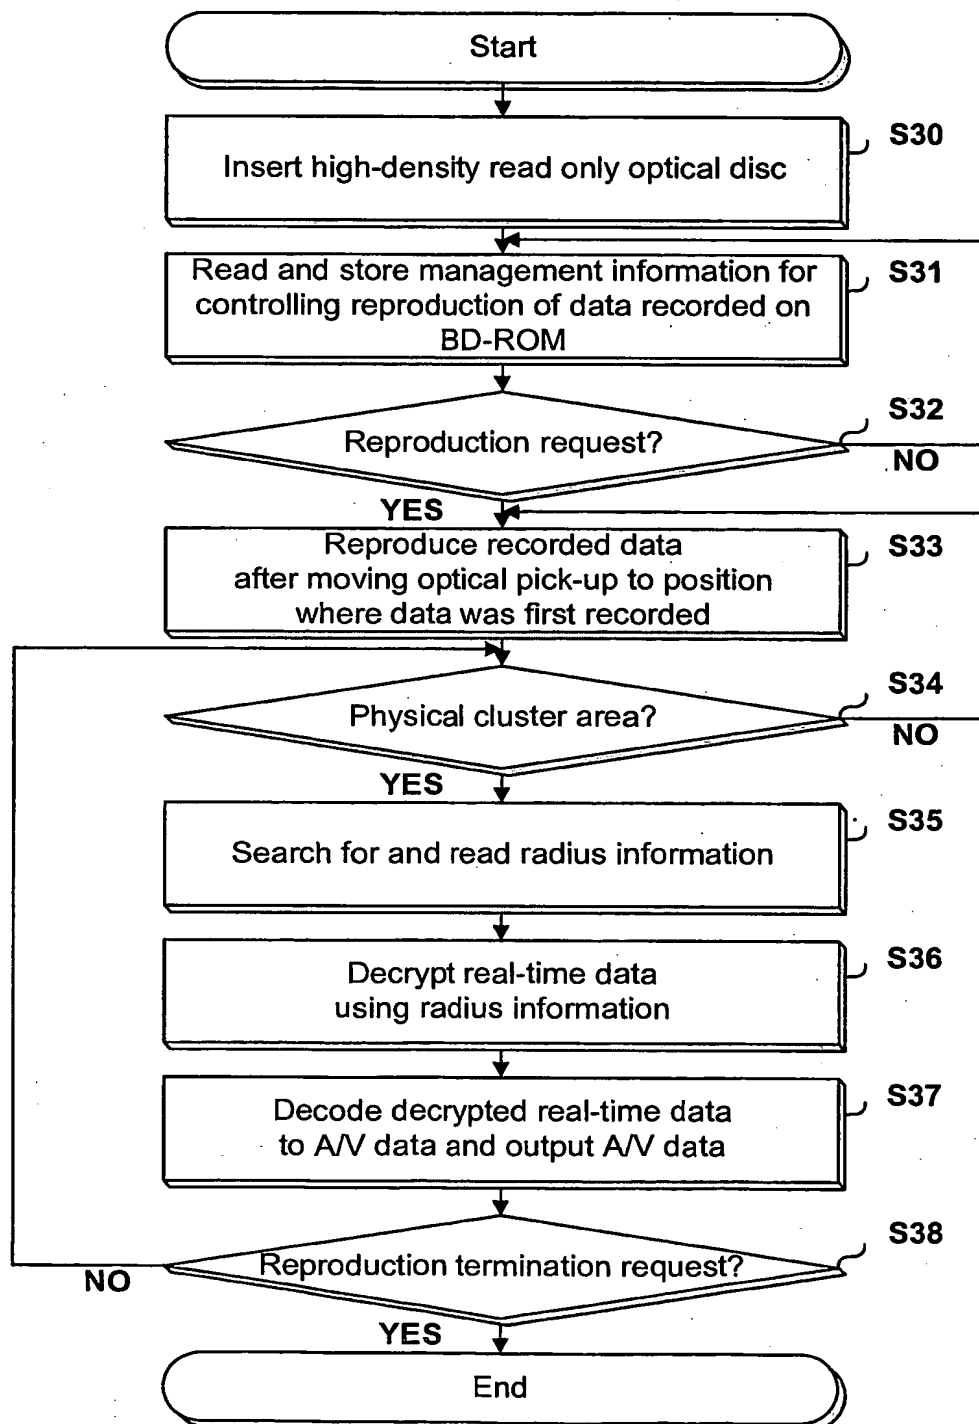 Start
S30
Insert high-density read only optical disc
S31
Read and store management information for
controlling reproduction of data recorded on
BD-ROM
S32
Reproduction request?
NO
YES
S33
Reproduce recorded data
after moving optical pick-up to position
where data was first recorded
S34
Physical cluster area?
NO
YES
S35
Search for and read radius information
S36
Decrypt real-time data
using radius information
S37
Decode decrypted real-time data
to A/V data and output A/V data
S38
Reproduction termination request?
NO
YES
End